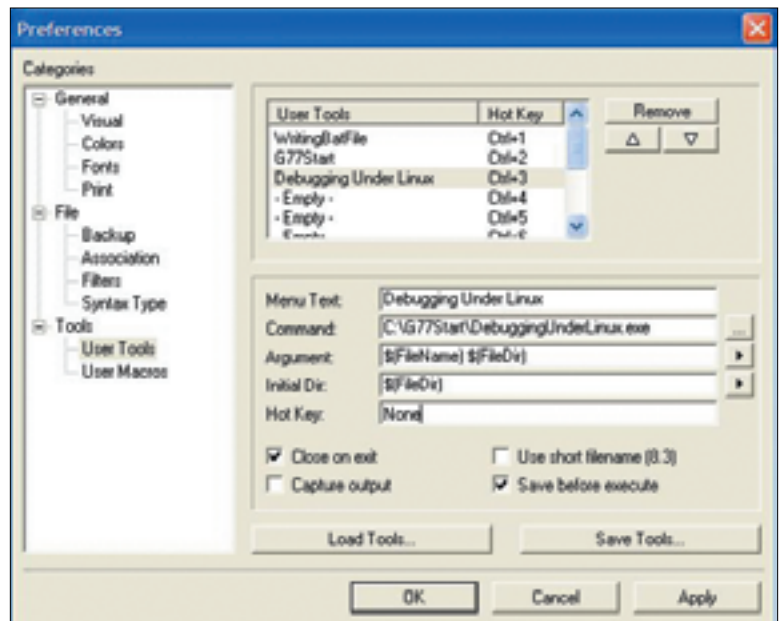 Preferences
Categories
General
Visual
Colors
Fonts
Print
File
Backup
Association
Filters
Syntax Type
Tools
User Tools
User Macros
User Tools Hot Key
WritingBatFile Ctrl+1
G77Start Ctrl+2
Debugging Under Linux Ctrl+3
- Empty - Ctrl+4
- Empty - Ctrl+5
Remove
Menu Text: Debugging Under Linux
Command: C:\G77Start\DebuggingUnderLinux.exe ...
Argument: $(FileName) $(FileDir)
Initial Dir: $(FileDir)
Hot Key: None
Close on exit Use short filename (8.3)
Capture output Save before execute
Load Tools... Save Tools...
OK Cancel Apply